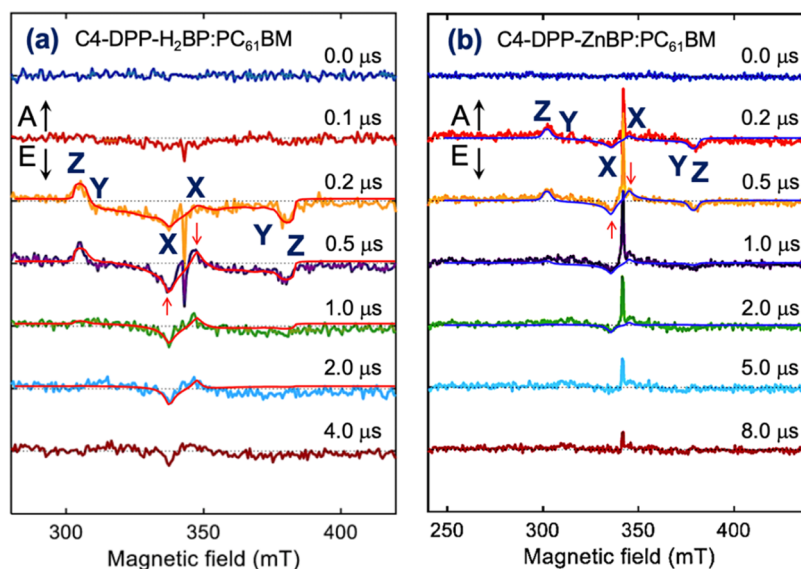 (a) C4-DPP-H₂BP:PC₆₁BM
0.0 µs
A
0.1 µs
E
Z
Y
X
0.2 µs
X
Y
Z
0.5 µs
1.0 µs
2.0 µs
4.0 µs
300 350 400
Magnetic field (mT)
(b) C4-DPP-ZnBP:PC₆₁BM
0.0 µs
A
Z
Y
X
0.2 µs
E
X
Y
Z
0.5 µs
1.0 µs
2.0 µs
5.0 µs
8.0 µs
250 300 350 400
Magnetic field (mT)